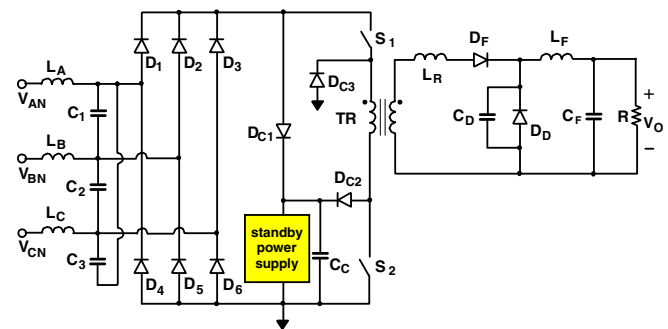 L_A
V_AN
C_1
L_B
V_BN
C_2
L_C
V_CN
C_3
D_1
D_2
D_3
D_4
D_5
D_6
D_C1
standby
power
supply
C_C
D_C2
S_1
D_C3
TR
S_2
L_R
D_F
L_F
C_D
D_D
C_F
R
+
V_O
−